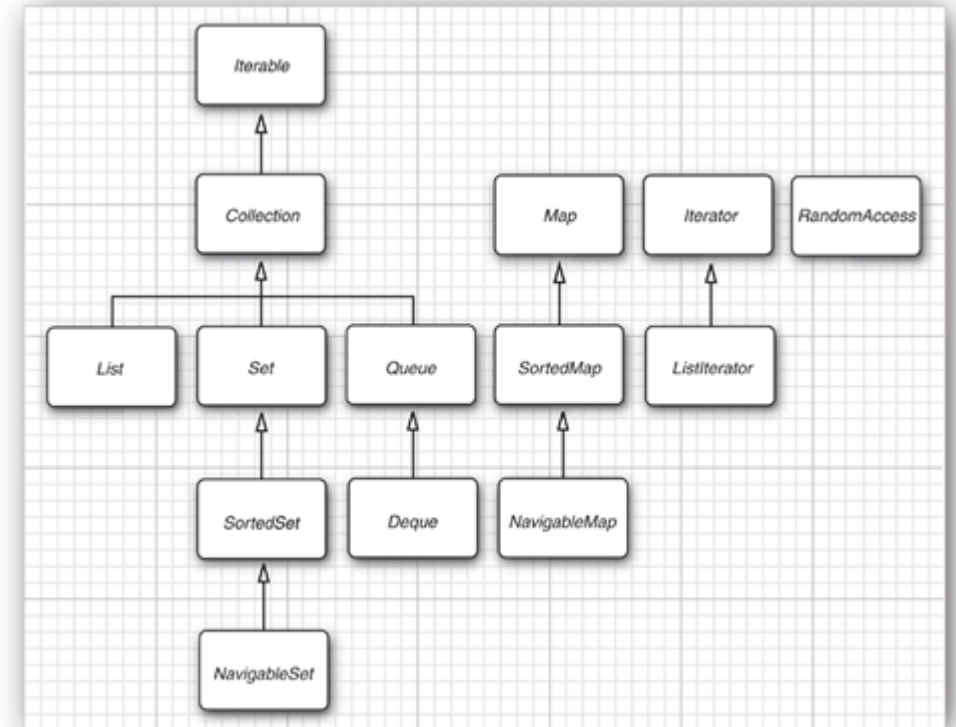 Iterable
Collection
Map
Iterator
RandomAccess
List
Set
Queue
SortedMap
ListIterator
SortedSet
Deque
NavigableMap
NavigableSet